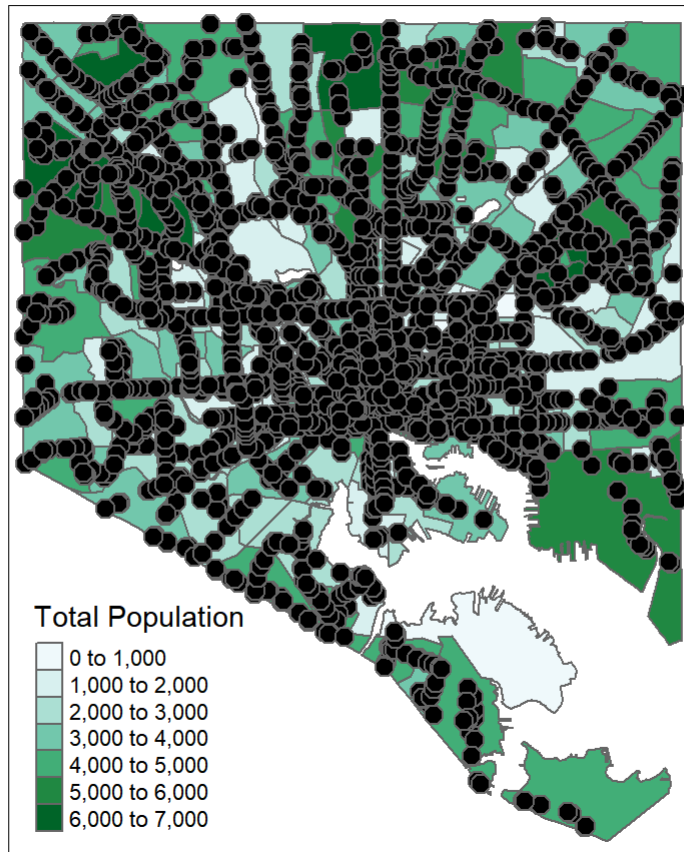 Total Population
0 to 1,000
1,000 to 2,000
2,000 to 3,000
3,000 to 4,000
4,000 to 5,000
5,000 to 6,000
6,000 to 7,000